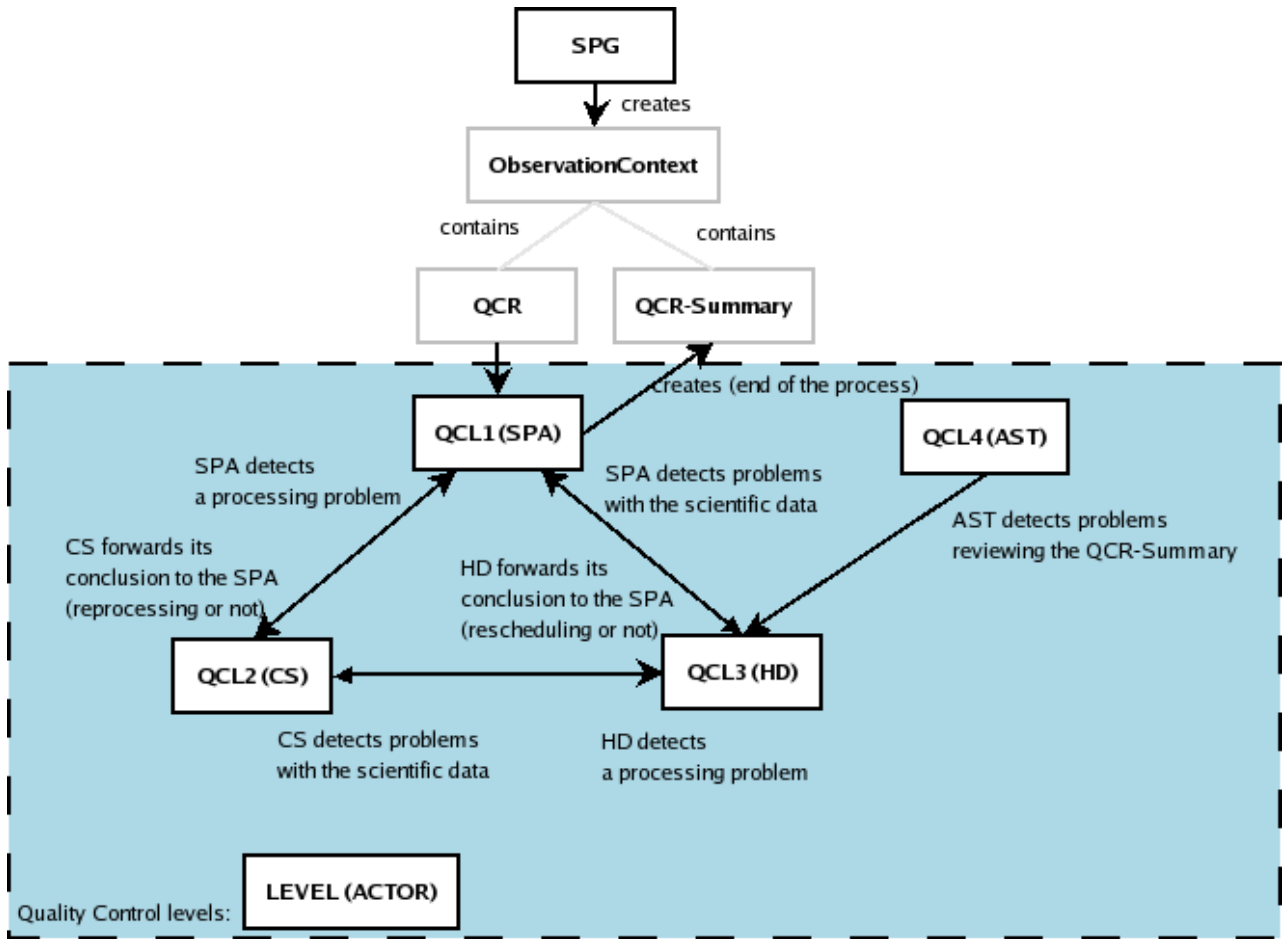 SPG
creates
ObservationContext
contains
contains
QCR
QCR-Summary
creates (end of the process)
QCL1 (SPA)
QCL4 (AST)
SPA detects
a processing problem
SPA detects problems
with the scientific data
AST detects problems
reviewing the QCR-Summary
CS forwards its
conclusion to the SPA
(reprocessing or not)
HD forwards its
conclusion to the SPA
(rescheduling or not)
QCL2 (CS)
QCL3 (HD)
CS detects problems
with the scientific data
HD detects
a processing problem
Quality Control levels:
LEVEL (ACTOR)